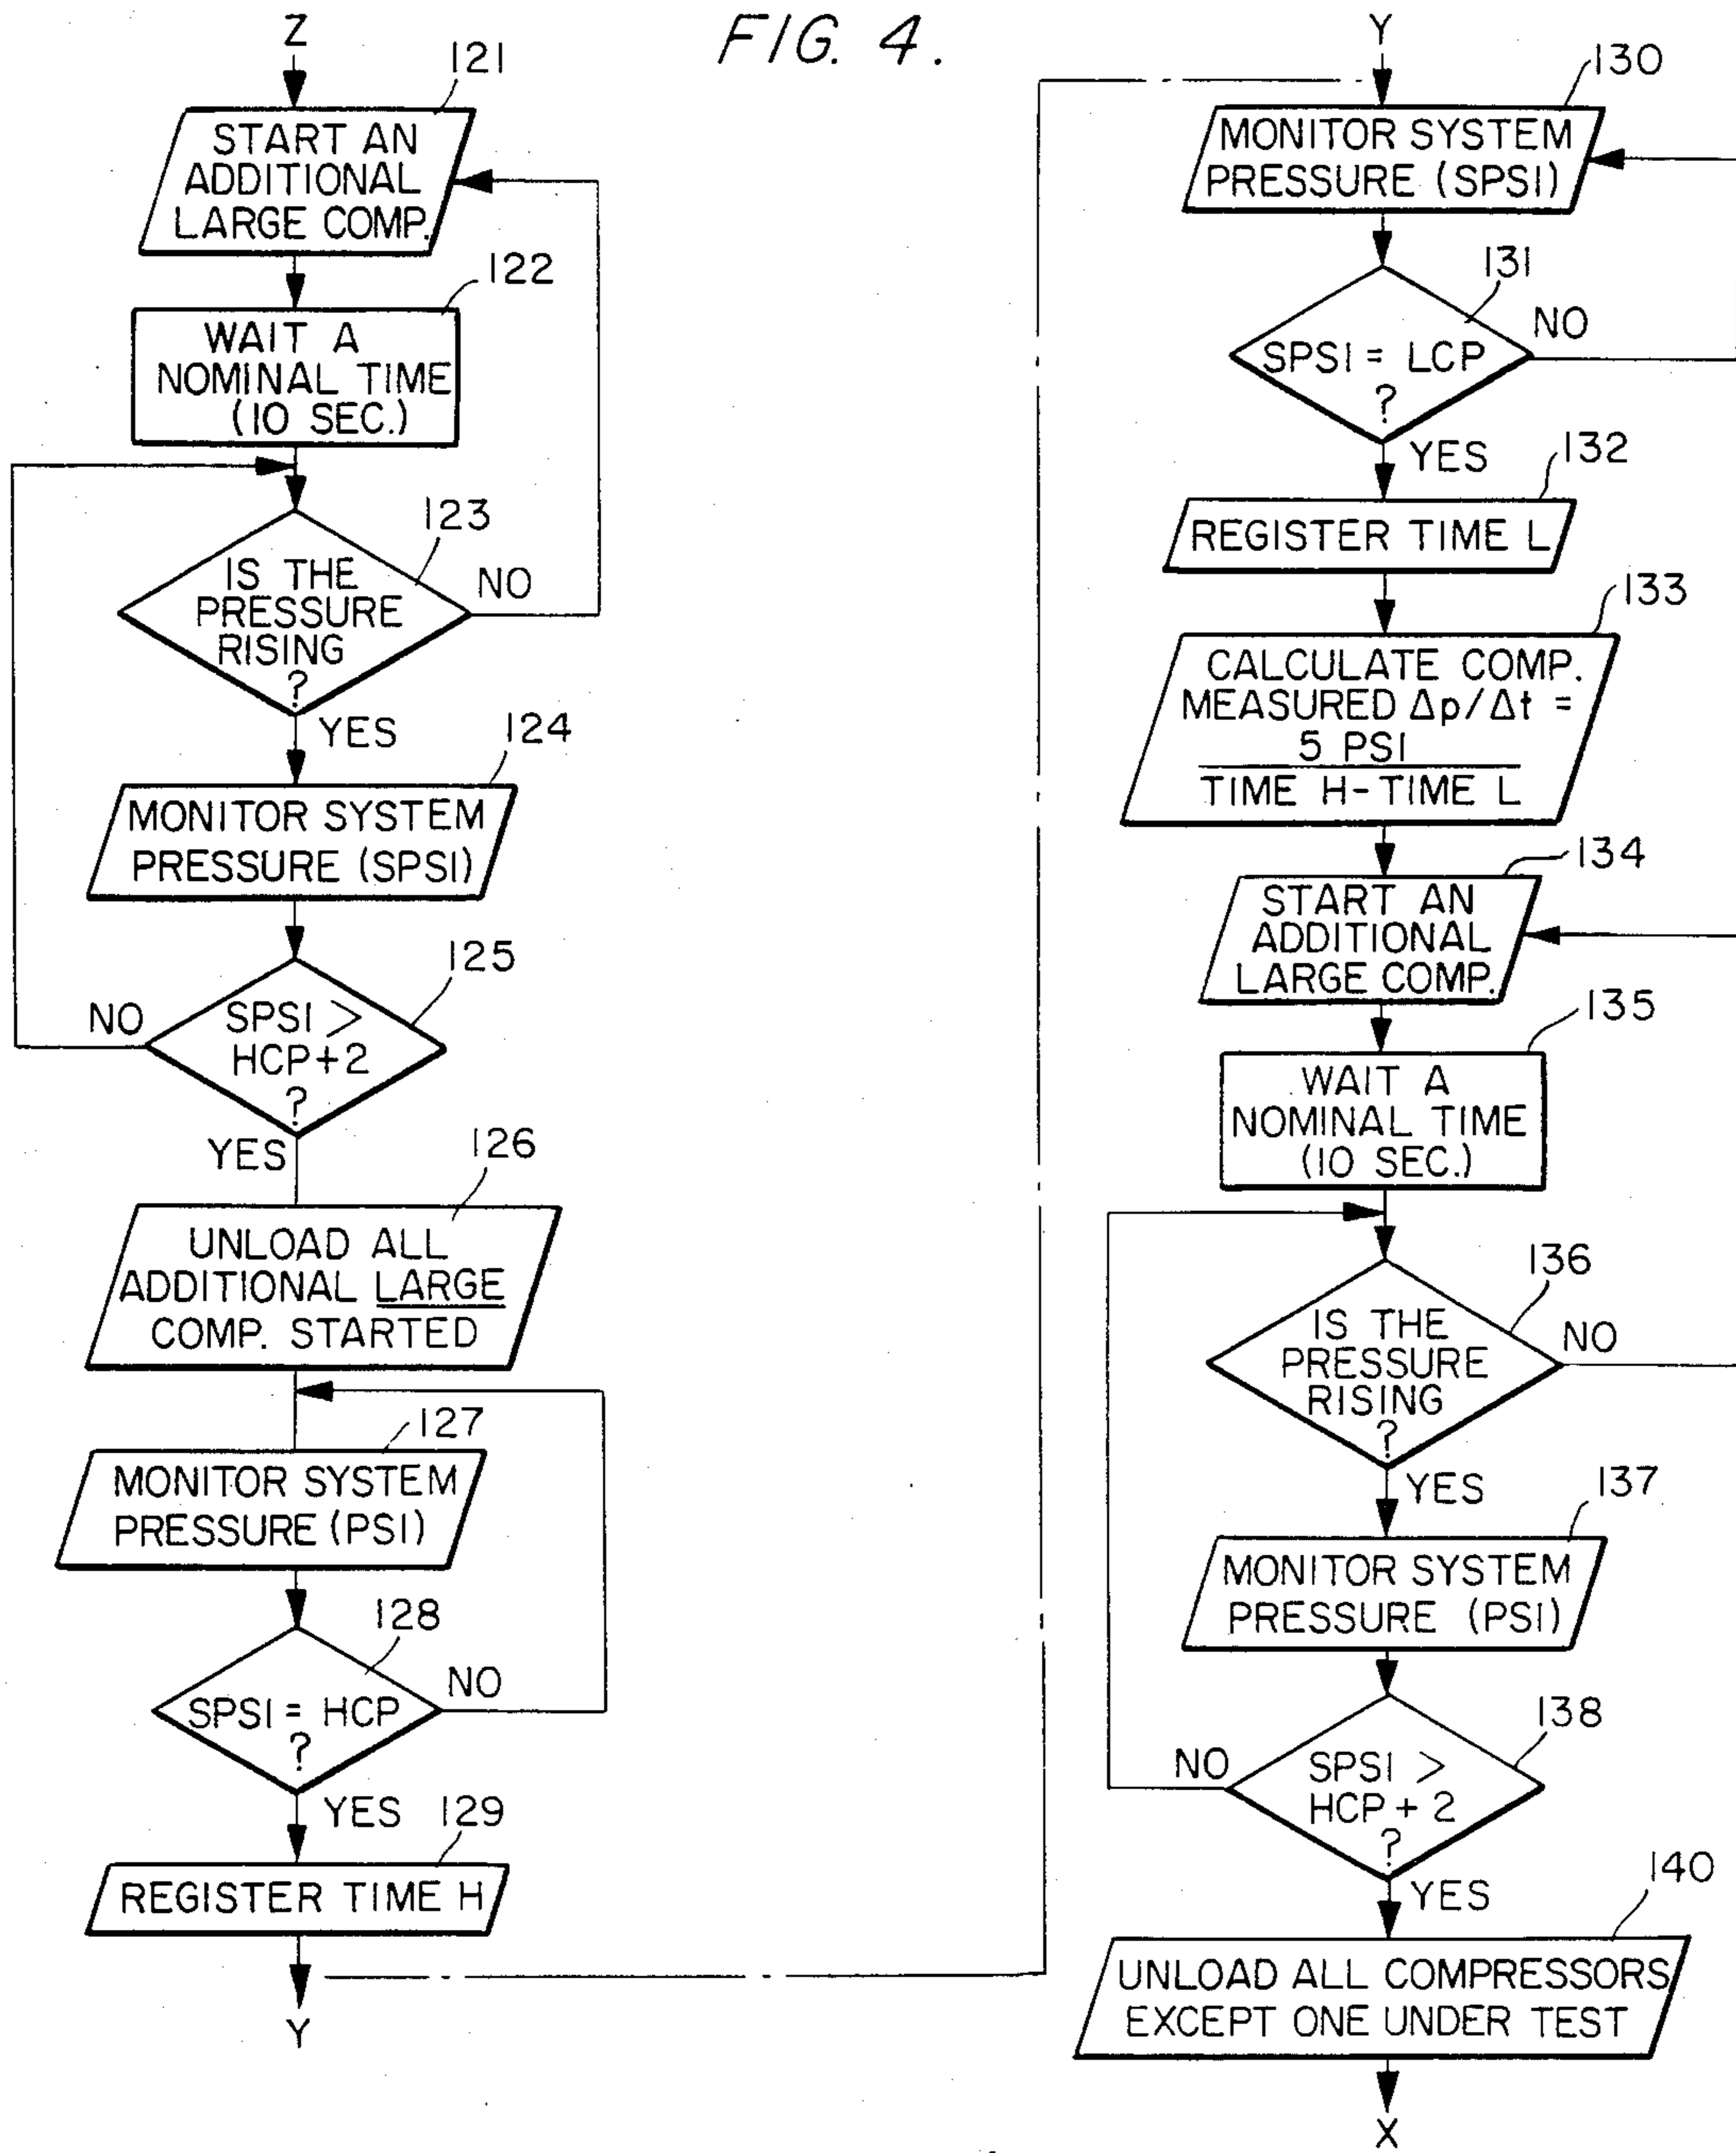 FIG. 4.
Z
121
START AN
ADDITIONAL
LARGE COMP.
122
WAIT A
NOMINAL TIME
(10 SEC.)
123
IS THE
PRESSURE
RISING
?
NO
YES
124
MONITOR SYSTEM
PRESSURE (SPSI)
125
SPSI >
HCP+2
?
NO
YES
126
UNLOAD ALL
ADDITIONAL LARGE
COMP. STARTED
127
MONITOR SYSTEM
PRESSURE (PSI)
128
SPSI = HCP
?
NO
YES
129
REGISTER TIME H
Y
Y
130
MONITOR SYSTEM
PRESSURE (SPSI)
131
SPSI = LCP
?
NO
YES
132
REGISTER TIME L
133
CALCULATE COMP.
MEASURED Δp/Δt =
5 PSI
TIME H-TIME L
134
START AN
ADDITIONAL
LARGE COMP.
135
WAIT A
NOMINAL TIME
(10 SEC.)
136
IS THE
PRESSURE
RISING
?
NO
YES
137
MONITOR SYSTEM
PRESSURE (PSI)
138
SPSI >
HCP + 2
?
NO
YES
140
UNLOAD ALL COMPRESSORS
EXCEPT ONE UNDER TEST
X